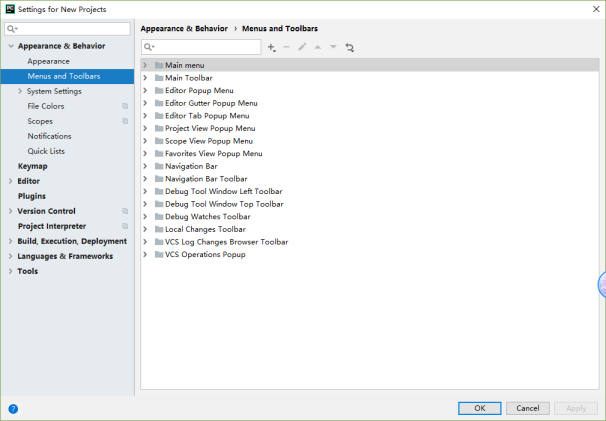 PC Settings for New Projects
Appearance & Behavior
Appearance
Menus and Toolbars
System Settings
File Colors
Scopes
Notifications
Quick Lists
Keymap
Editor
Plugins
Version Control
Project Interpreter
Build, Execution, Deployment
Languages & Frameworks
Tools
Appearance & Behavior › Menus and Toolbars
Main menu
Main Toolbar
Editor Popup Menu
Editor Gutter Popup Menu
Editor Tab Popup Menu
Project View Popup Menu
Scope View Popup Menu
Favorites View Popup Menu
Navigation Bar
Navigation Bar Toolbar
Debug Tool Window Left Toolbar
Debug Tool Window Top Toolbar
Debug Watches Toolbar
Local Changes Toolbar
VCS Log Changes Browser Toolbar
VCS Operations Popup
? OK Cancel Apply